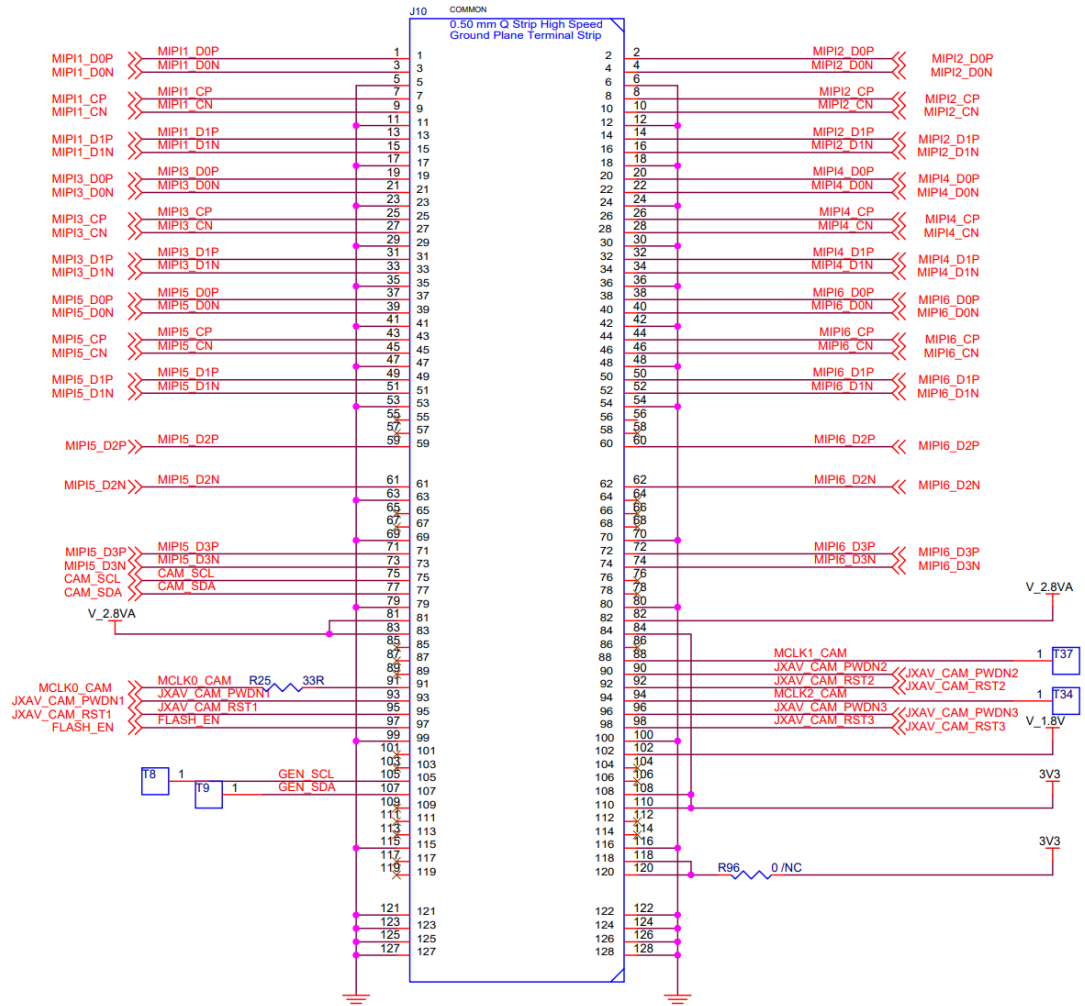 J10 COMMON
0.50 mm Q Strip High Speed
Ground Plane Terminal Strip
MIPI1_D0P MIPI1_D0P 1 1 2 2 MIPI2_D0P MIPI2_D0P
MIPI1_D0N MIPI1_D0N 3 3 4 4 MIPI2_D0N MIPI2_D0N
5 5 6 6
MIPI1_CP MIPI1_CP 7 7 8 8 MIPI2_CP MIPI2_CP
MIPI1_CN MIPI1_CN 9 9 10 10 MIPI2_CN MIPI2_CN
11 11 12 12
MIPI1_D1P MIPI1_D1P 13 13 14 14 MIPI2_D1P MIPI2_D1P
MIPI1_D1N MIPI1_D1N 15 15 16 16 MIPI2_D1N MIPI2_D1N
17 17 18 18
MIPI3_D0P MIPI3_D0P 19 19 20 20 MIPI4_D0P MIPI4_D0P
MIPI3_D0N MIPI3_D0N 21 21 22 22 MIPI4_D0N MIPI4_D0N
23 23 24 24
MIPI3_CP MIPI3_CP 25 25 26 26 MIPI4_CP MIPI4_CP
MIPI3_CN MIPI3_CN 27 27 28 28 MIPI4_CN MIPI4_CN
29 29 30 30
MIPI3_D1P MIPI3_D1P 31 31 32 32 MIPI4_D1P MIPI4_D1P
MIPI3_D1N MIPI3_D1N 33 33 34 34 MIPI4_D1N MIPI4_D1N
35 35 36 36
MIPI5_D0P MIPI5_D0P 37 37 38 38 MIPI6_D0P MIPI6_D0P
MIPI5_D0N MIPI5_D0N 39 39 40 40 MIPI6_D0N MIPI6_D0N
41 41 42 42
MIPI5_CP MIPI5_CP 43 43 44 44 MIPI6_CP MIPI6_CP
MIPI5_CN MIPI5_CN 45 45 46 46 MIPI6_CN MIPI6_CN
47 47 48 48
MIPI5_D1P MIPI5_D1P 49 49 50 50 MIPI6_D1P MIPI6_D1P
MIPI5_D1N MIPI5_D1N 51 51 52 52 MIPI6_D1N MIPI6_D1N
53 53 54 54
55 55 56 56
57 57 58 58
MIPI5_D2P MIPI5_D2P 59 59 60 60 MIPI6_D2P MIPI6_D2P
MIPI5_D2N MIPI5_D2N 61 61 62 62 MIPI6_D2N MIPI6_D2N
63 63 64 64
65 65 66 66
67 67 68 68
69 69 70 70
MIPI5_D3P MIPI5_D3P 71 71 72 72 MIPI6_D3P MIPI6_D3P
MIPI5_D3N MIPI5_D3N 73 73 74 74 MIPI6_D3N MIPI6_D3N
CAM_SCL CAM_SCL 75 75 76 76
CAM_SDA CAM_SDA 77 77 78 78
79 79 80 80 V_2.8VA
V_2.8VA 81 81 82 82
83 83 84 84
85 85 86 86
87 87 88 88 MCLK1_CAM 1 T37
89 89 90 90 JXAV_CAM_PWDN2 JXAV_CAM_PWDN2
MCLK0_CAM MCLK0_CAM R25 33R 91 91 92 92 JXAV_CAM_RST2 JXAV_CAM_RST2
JXAV_CAM_PWDN1 JXAV_CAM_PWDN1 93 93 94 94 MCLK2_CAM 1 T34
JXAV_CAM_RST1 JXAV_CAM_RST1 95 95 96 96 JXAV_CAM_PWDN3 JXAV_CAM_PWDN3
FLASH_EN FLASH_EN 97 97 98 98 JXAV_CAM_RST3 JXAV_CAM_RST3
V_1.8V
99 99 100 100
101 101 102 102
103 103 104 104
T8 1 GEN_SCL 105 105 106 106 3V3
T9 1 GEN_SDA 107 107 108 108
109 109 110 110
111 111 112 112
113 113 114 114
115 115 116 116 3V3
117 117 118 118
119 119 120 120 R96 0 /NC
121 121 122 122
123 123 124 124
125 125 126 126
127 127 128 128